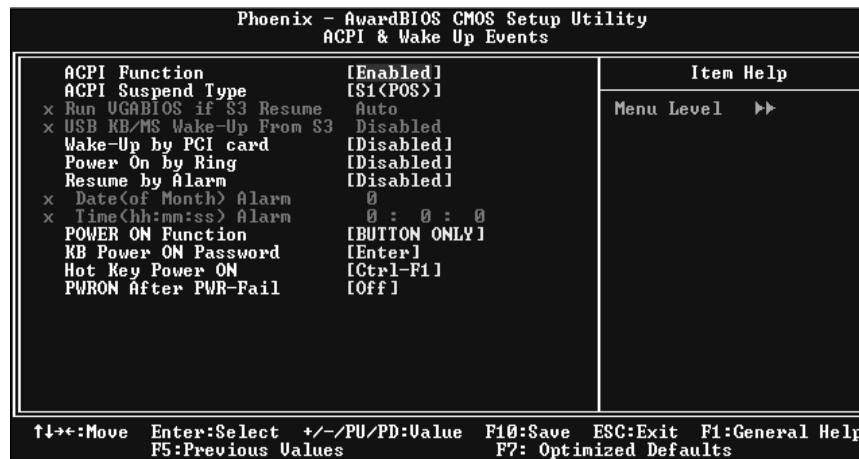 Phoenix - AwardBIOS CMOS Setup Utility
ACPI & Wake Up Events
ACPI Function [Enabled]
ACPI Suspend Type [S1(POS)]
x Run VGABIOS if S3 Resume Auto
x USB KB/MS Wake-Up From S3 Disabled
Wake-Up by PCI card [Disabled]
Power On by Ring [Disabled]
Resume by Alarm [Disabled]
x Date(of Month) Alarm 0
x Time(hh:mm:ss) Alarm 0 : 0 : 0
POWER ON Function [BUTTON ONLY]
KB Power ON Password [Enter]
Hot Key Power ON [Ctrl-F1]
PWRON After PWR-Fail [Off]
Item Help
Menu Level ▶▶
↑↓→←:Move Enter:Select +/-/PU/PD:Value F10:Save ESC:Exit F1:General Help
F5:Previous Values F7: Optimized Defaults